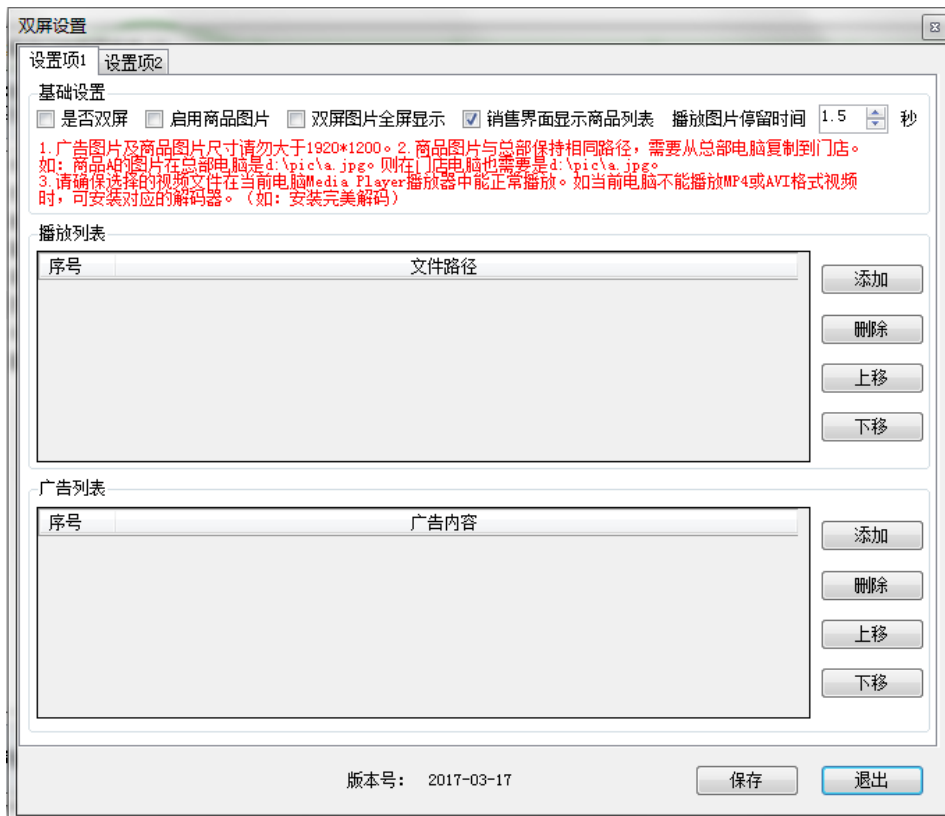 双屏设置
设置项1 设置项2
基础设置
是否双屏 启用商品图片 双屏图片全屏显示 销售界面显示商品列表 播放图片停留时间 1.5 秒
1.广告图片及商品图片尺寸请勿大于1920*1200。2.商品图片与总部保持相同路径，需要从总部电脑复制到门店。
如：商品A的图片在总部电脑是d:\pic\a.jpg。则在门店电脑也需要是d:\pic\a.jpg。
3.请确保选择的视频文件在当前电脑Media Player播放器中能正常播放。如当前电脑不能播放MP4或AVI格式视频
时，可安装对应的解码器。（如：安装完美解码）
播放列表
序号 文件路径
添加
删除
上移
下移
广告列表
序号 广告内容
添加
删除
上移
下移
版本号： 2017-03-17 保存 退出